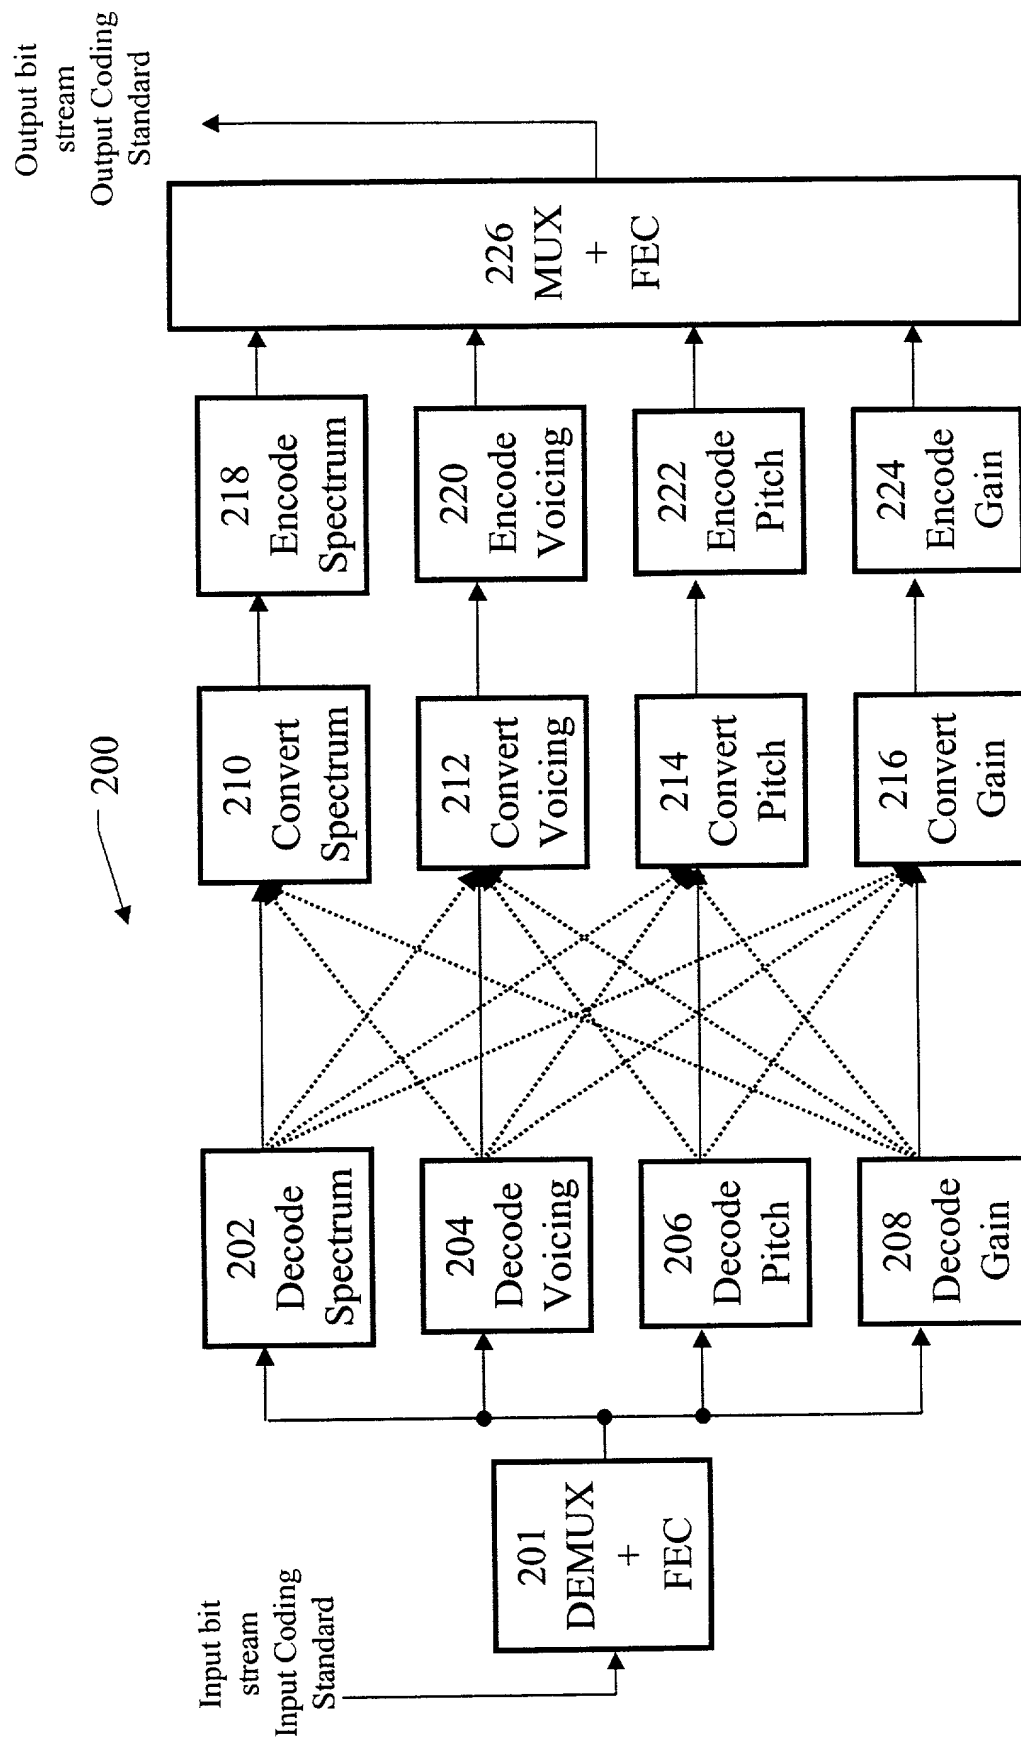 200
Input bit
stream
Input Coding
Standard
201
DEMUX
+
FEC
202
Decode
Spectrum
204
Decode
Voicing
206
Decode
Pitch
208
Decode
Gain
210
Convert
Spectrum
212
Convert
Voicing
214
Convert
Pitch
216
Convert
Gain
218
Encode
Spectrum
220
Encode
Voicing
222
Encode
Pitch
224
Encode
Gain
226
MUX
+
FEC
Output bit
stream
Output Coding
Standard